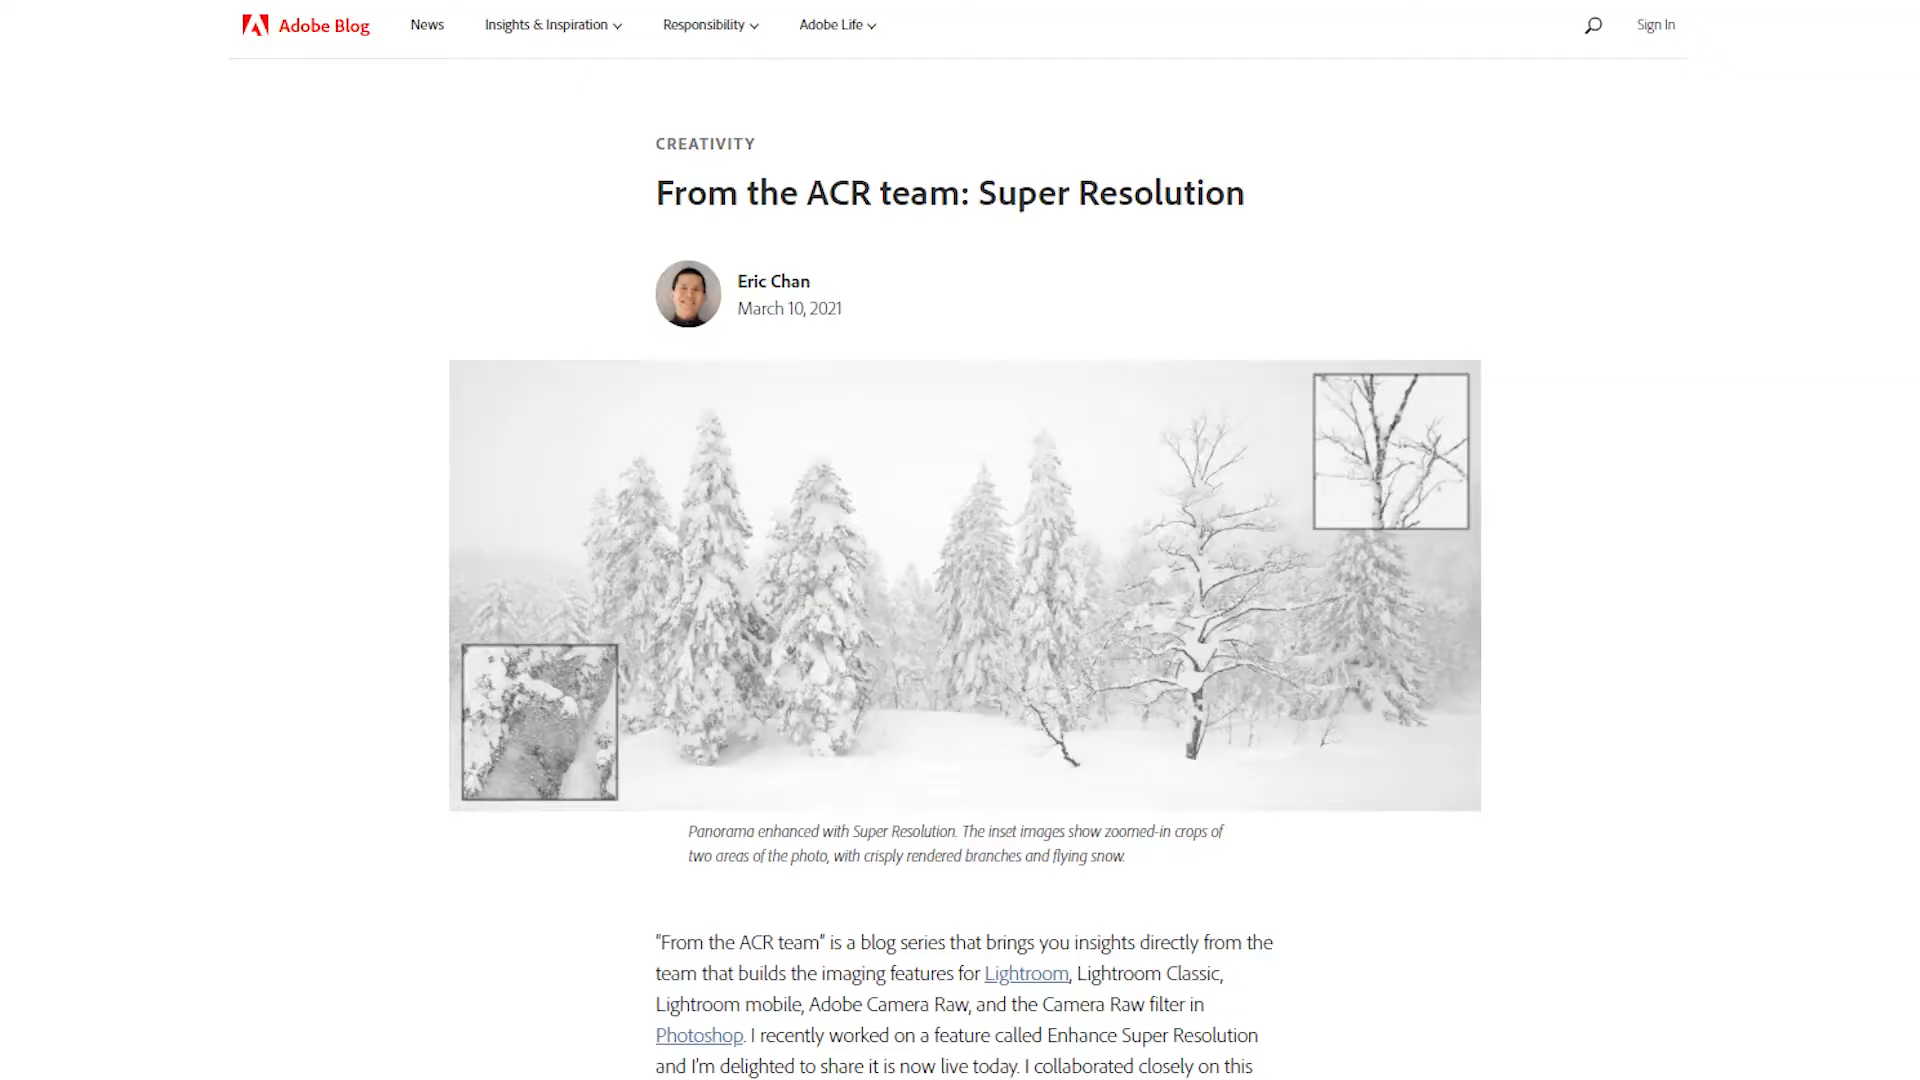 Adobe Blog News Insights & Inspiration Responsibility Adobe Life Sign In
CREATIVITY
From the ACR team: Super Resolution
Eric Chan
March 10, 2021
Panorama enhanced with Super Resolution. The inset images show zoomed-in crops of
two areas of the photo, with crisply rendered branches and flying snow.
“From the ACR team” is a blog series that brings you insights directly from the
team that builds the imaging features for Lightroom, Lightroom Classic,
Lightroom mobile, Adobe Camera Raw, and the Camera Raw filter in
Photoshop. I recently worked on a feature called Enhance Super Resolution
and I’m delighted to share it is now live today. I collaborated closely on this